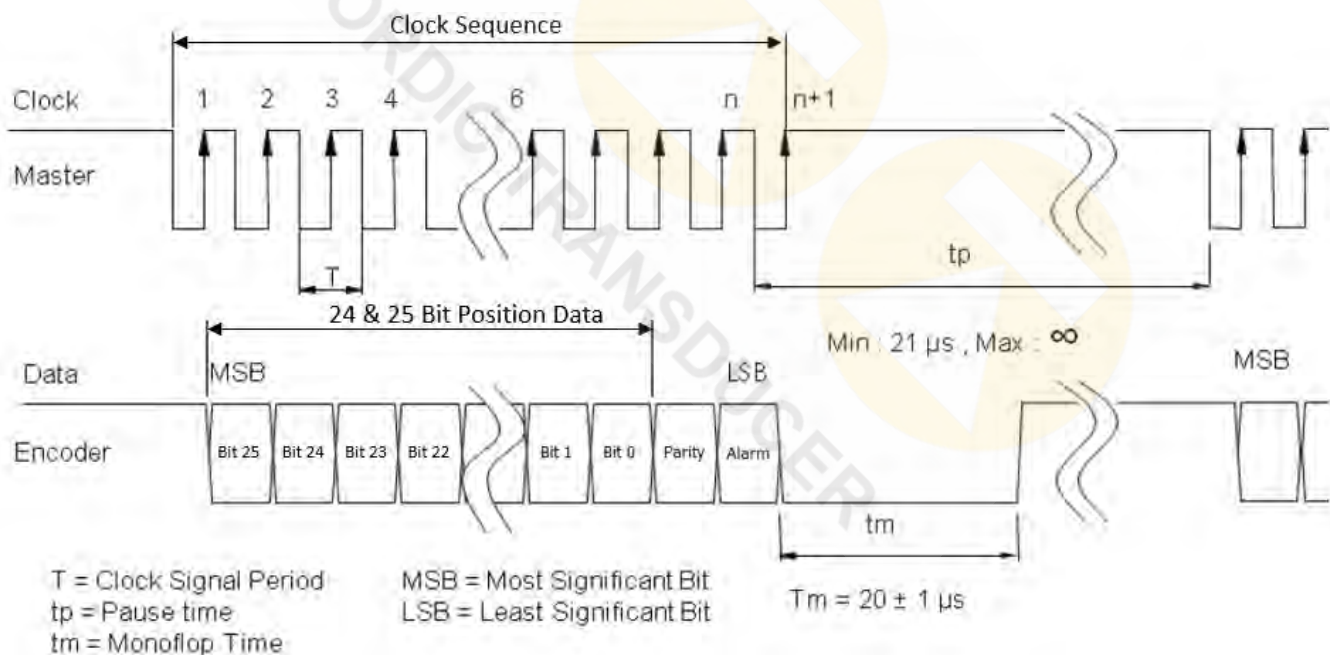 Clock Sequence
Clock 1 2 3 4 6 n n+1
Master
T
tp
24 & 25 Bit Position Data
Min : 21 µs , Max : ∞
Data MSB LSB MSB
Encoder Bit 25 Bit 24 Bit 23 Bit 22 Bit 1 Bit 0 Parity Alarm
tm
T = Clock Signal Period MSB = Most Significant Bit
tp = Pause time LSB = Least Significant Bit
Tm = 20 ± 1 µs
tm = Monoflop Time
ORDIC TRANSDUCER